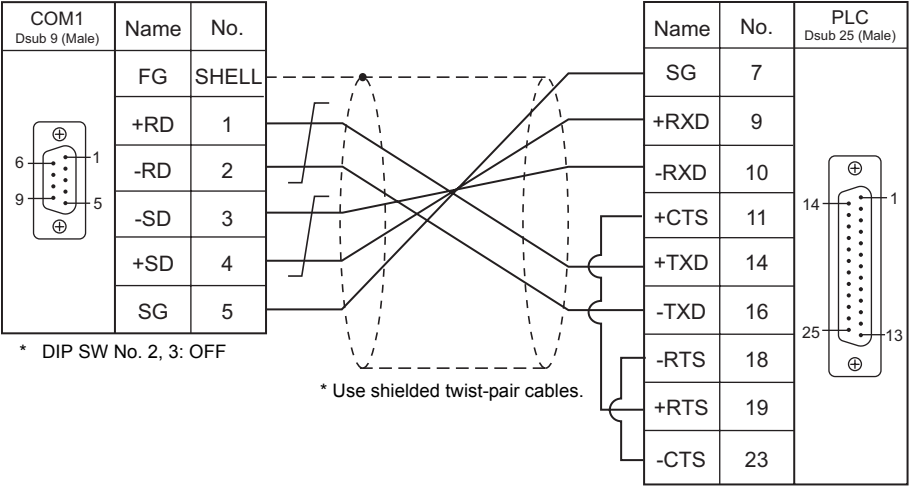 COM1
Dsub 9 (Male)
Name No.
FG SHELL
+RD 1
-RD 2
-SD 3
+SD 4
SG 5
6 1
9 5
* DIP SW No. 2, 3: OFF
* Use shielded twist-pair cables.
Name No.
PLC
Dsub 25 (Male)
SG 7
+RXD 9
-RXD 10
+CTS 11
+TXD 14
-TXD 16
-RTS 18
+RTS 19
-CTS 23
14 1
25 13